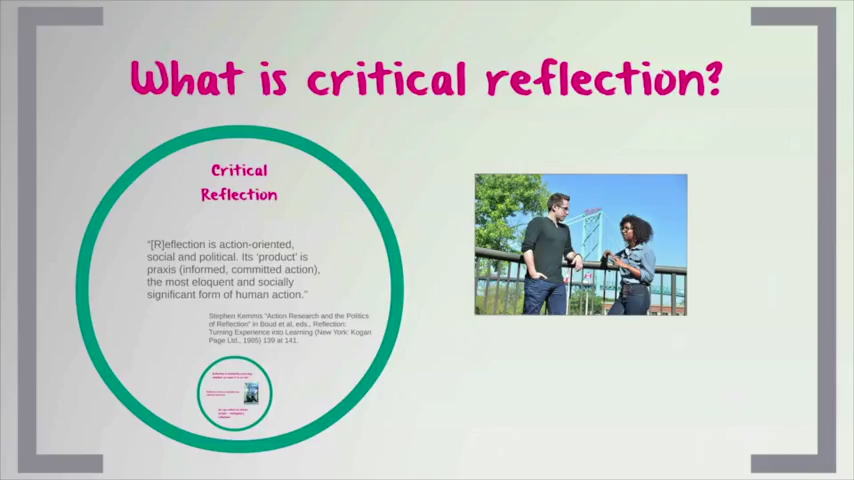 What is critical reflection?
Critical
Reflection
“[R]eflection is action-oriented,
social and political. Its ‘product’ is
praxis (informed, committed action),
the most eloquent and socially
significant form of human action.”
Stephen Kemmis "Action Research and the Politics
of Reflection" in Boud et al, eds., Reflection:
Turning Experience into Learning (New York: Kogan
Page Ltd., 1985) 139 at 141.